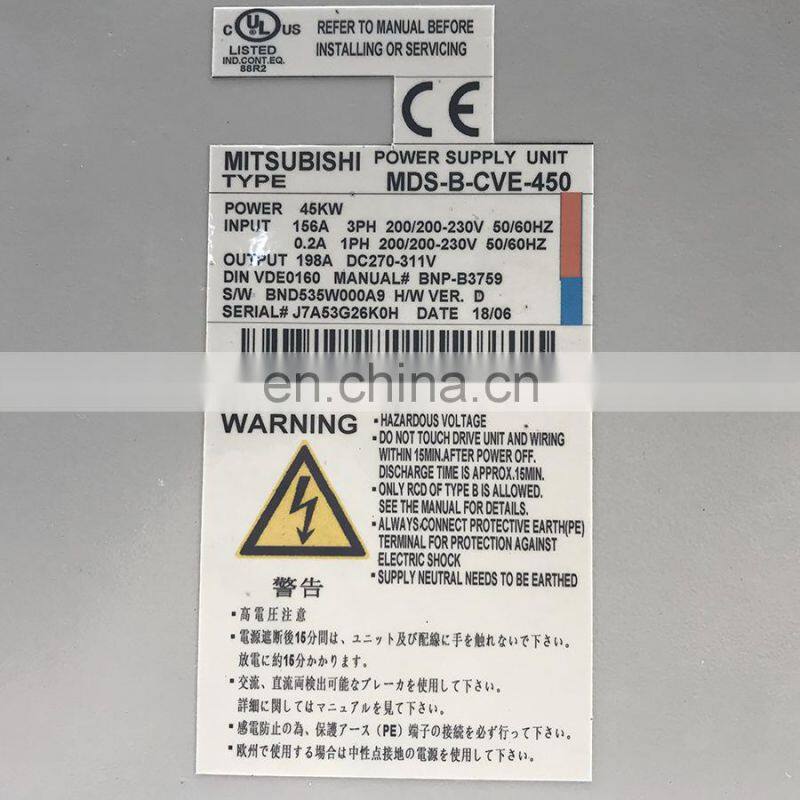 c UL US
LISTED
IND.CONT.EQ.
88R2
REFER TO MANUAL BEFORE
INSTALLING OR SERVICING
CE
MITSUBISHI POWER SUPPLY UNIT
TYPE MDS-B-CVE-450
POWER 45KW
INPUT 156A 3PH 200/200-230V 50/60HZ
0.2A 1PH 200/200-230V 50/60HZ
OUTPUT 198A DC270-311V
DIN VDE0160 MANUAL# BNP-B3759
S/W BND535W000A9 H/W VER. D
SERIAL# J7A53G26K0H DATE 18/06
en.china.cn
WARNING
▪HAZARDOUS VOLTAGE
▪DO NOT TOUCH DRIVE UNIT AND WIRING
WITHIN 15MIN.AFTER POWER OFF.
DISCHARGE TIME IS APPROX.15MIN.
▪ONLY RCD OF TYPE B IS ALLOWED.
SEE THE MANUAL FOR DETAILS.
▪ALWAYS CONNECT PROTECTIVE EARTH(PE)
TERMINAL FOR PROTECTION AGAINST
ELECTRIC SHOCK
▪SUPPLY NEUTRAL NEEDS TO BE EARTHED
警告
▪高電圧注意
▪電源遮断後15分間は、ユニット及び配線に手を触れないで下さい。
放電に約15分かかります。
▪交流、直流両検出可能なブレーカを使用して下さい。
詳細に関してはマニュアルを見て下さい。
▪感電防止の為、保護アース(PE)端子の接続を必ず行って下さい。
▪欧州で使用する場合は中性点接地の電源を使用して下さい。